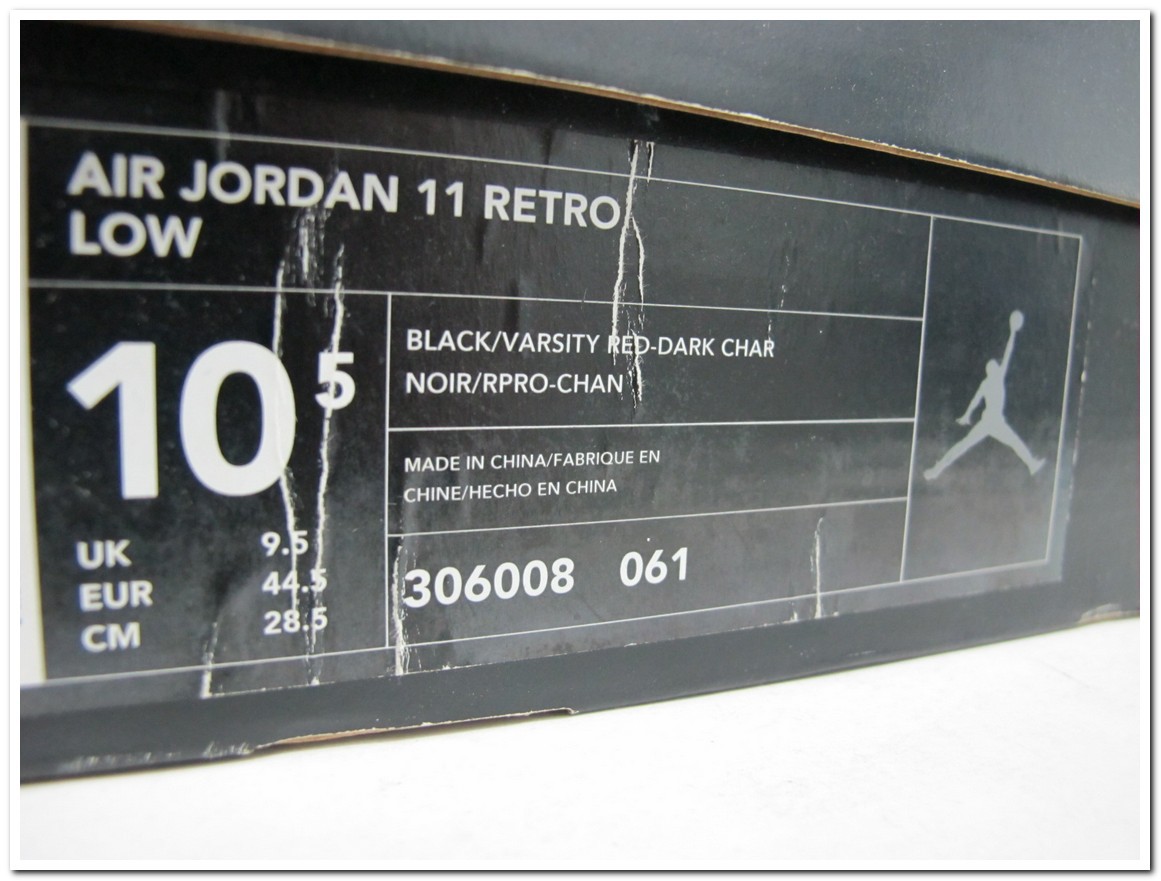 AIR JORDAN 11 RETRO
LOW
10 5
UK 9.5
EUR 44.5
CM 28.5
BLACK/VARSITY RED-DARK CHAR
NOIR/RPRO-CHAN
MADE IN CHINA/FABRIQUE EN
CHINE/HECHO EN CHINA
306008 061